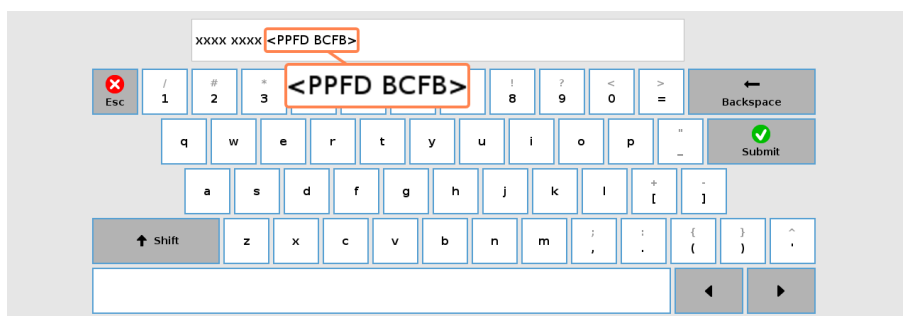 xxxx xxxx <PPFD BCFB>
<PPFD BCFB>
Esc
/ 1
# 2
* 3
! 8
? 9
< 0
> =
Backspace
q w e r t y u i o p " _
Submit
a s d f g h j k l + [ - ]
Shift
z x c v b n m ; , : . { ( } ) ^ '